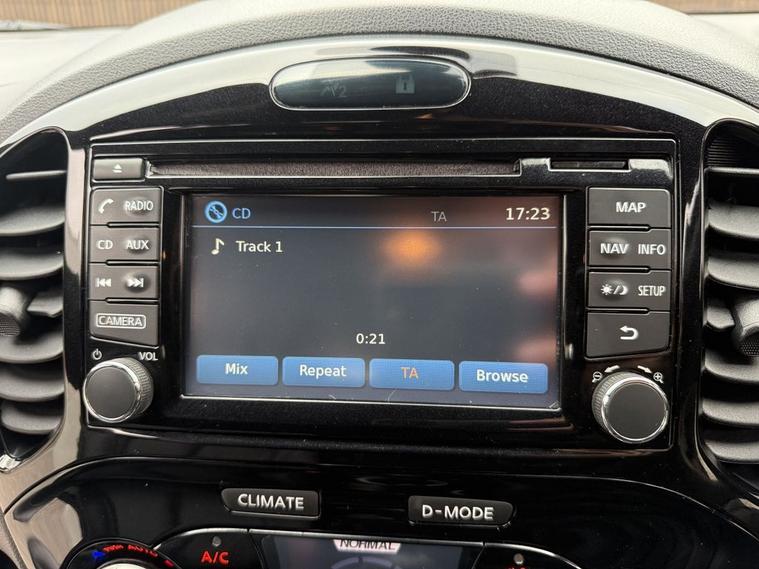 RADIO
CD AUX
CAMERA
VOL
CD TA 17:23
Track 1
0:21
Mix Repeat TA Browse
MAP
NAV INFO
SETUP
CLIMATE D-MODE
AUTO
A/C
NORMAL